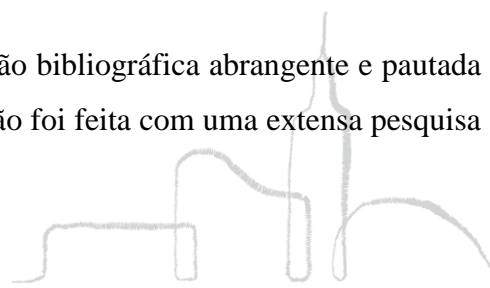 ão bibliográfica abrangente e pautada
ão foi feita com uma extensa pesquisa